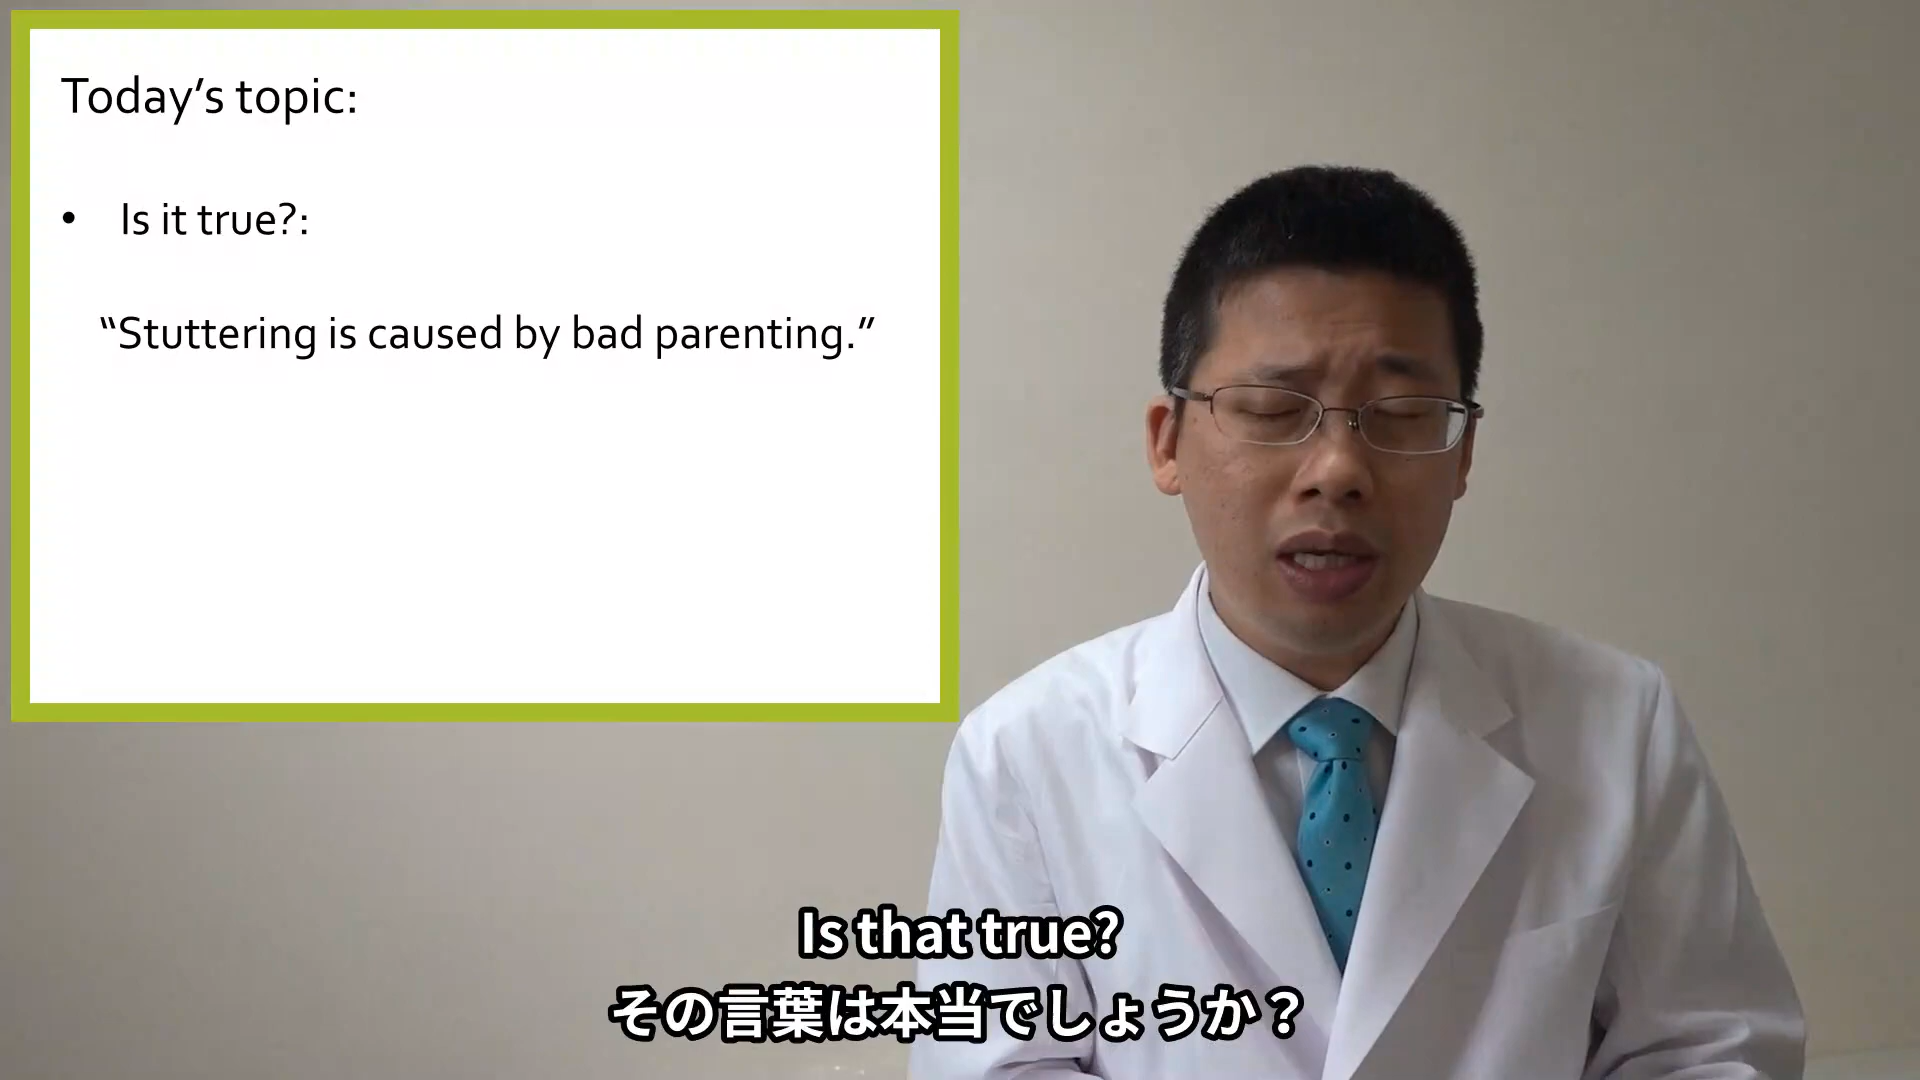 Today’s topic:
• Is it true?:
“Stuttering is caused by bad parenting.”
Is that true?
その言葉は本当でしょうか？